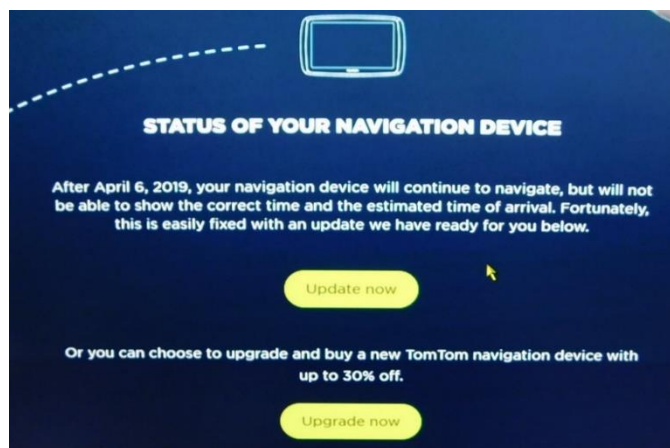 STATUS OF YOUR NAVIGATION DEVICE
After April 6, 2019, your navigation device will continue to navigate, but will not
be able to show the correct time and the estimated time of arrival. Fortunately,
this is easily fixed with an update we have ready for you below.
Update now
Or you can choose to upgrade and buy a new TomTom navigation device with
up to 30% off.
Upgrade now